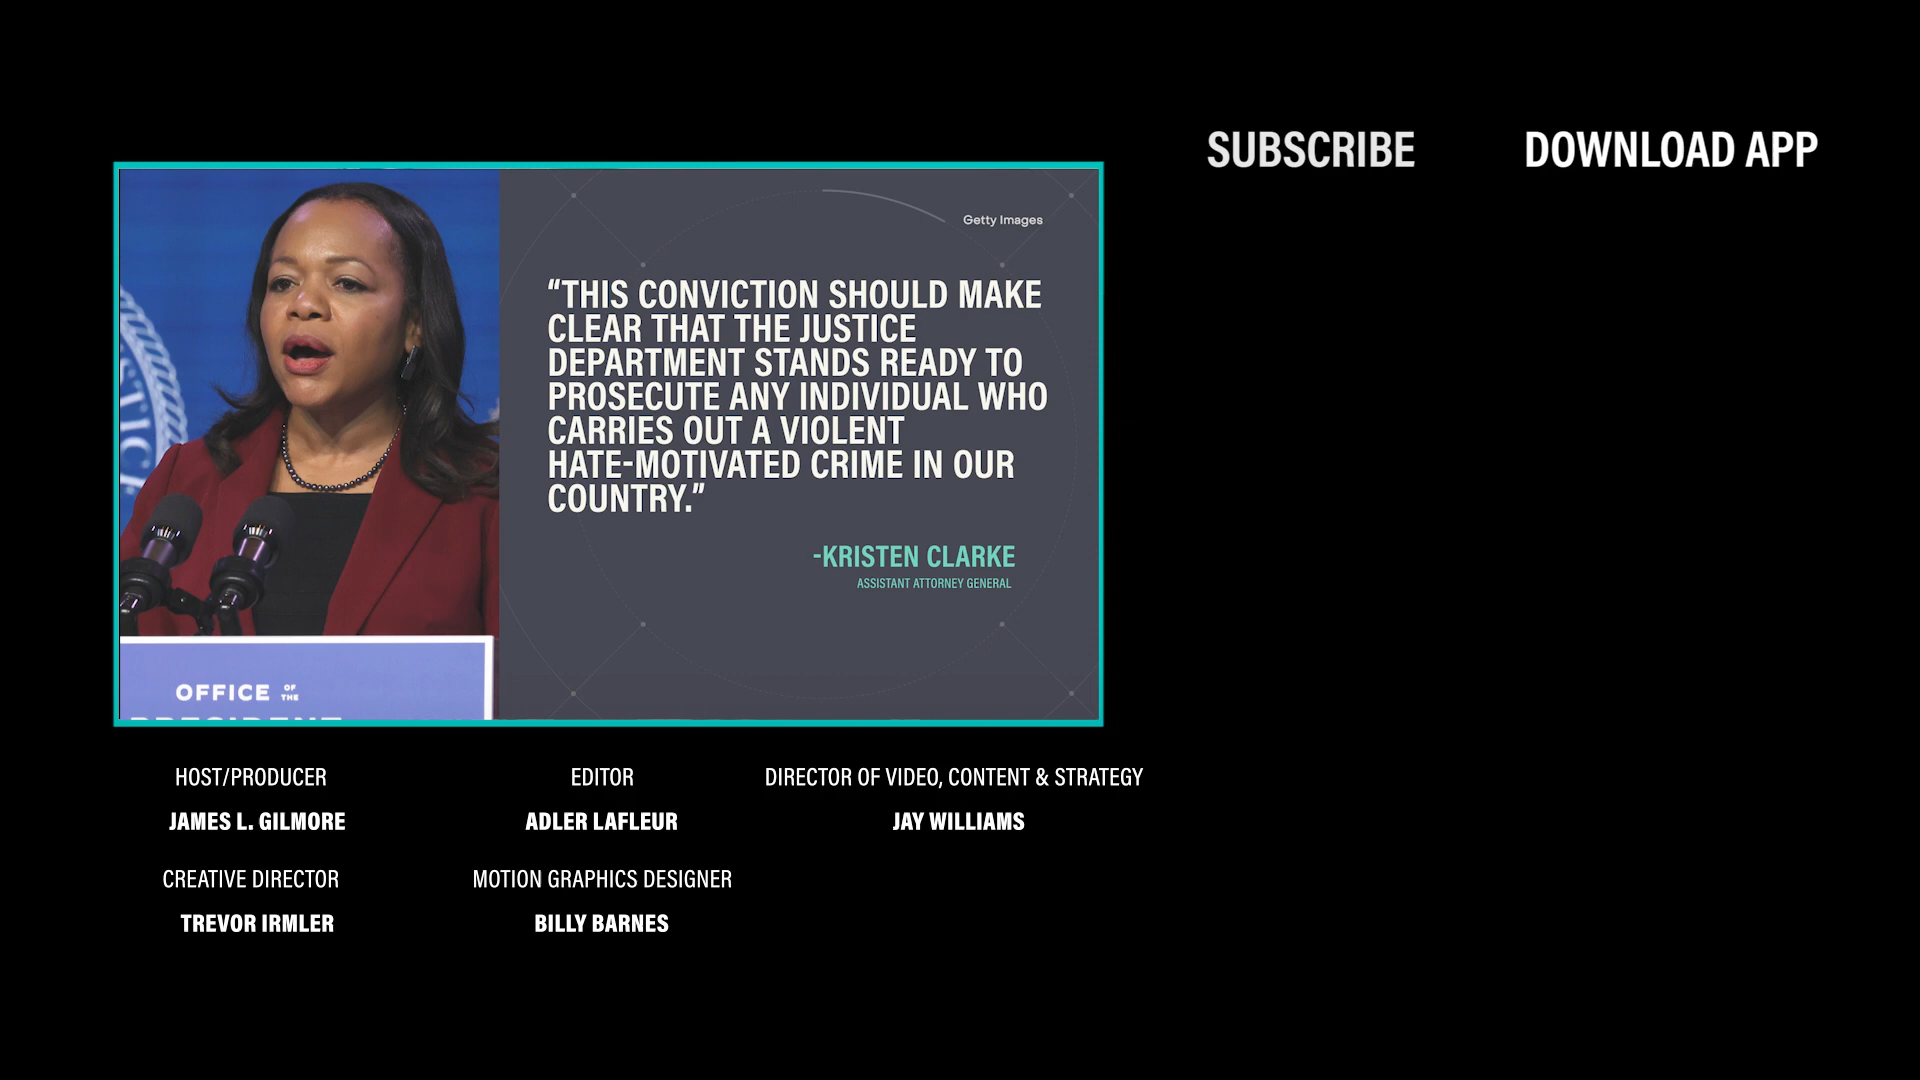 SUBSCRIBE
DOWNLOAD APP
Getty Images
“THIS CONVICTION SHOULD MAKE
CLEAR THAT THE JUSTICE
DEPARTMENT STANDS READY TO
PROSECUTE ANY INDIVIDUAL WHO
CARRIES OUT A VIOLENT
HATE-MOTIVATED CRIME IN OUR
COUNTRY.”
-KRISTEN CLARKE
ASSISTANT ATTORNEY GENERAL
OFFICE OF THE
HOST/PRODUCER
JAMES L. GILMORE
EDITOR
ADLER LAFLEUR
DIRECTOR OF VIDEO, CONTENT & STRATEGY
JAY WILLIAMS
CREATIVE DIRECTOR
TREVOR IRMLER
MOTION GRAPHICS DESIGNER
BILLY BARNES